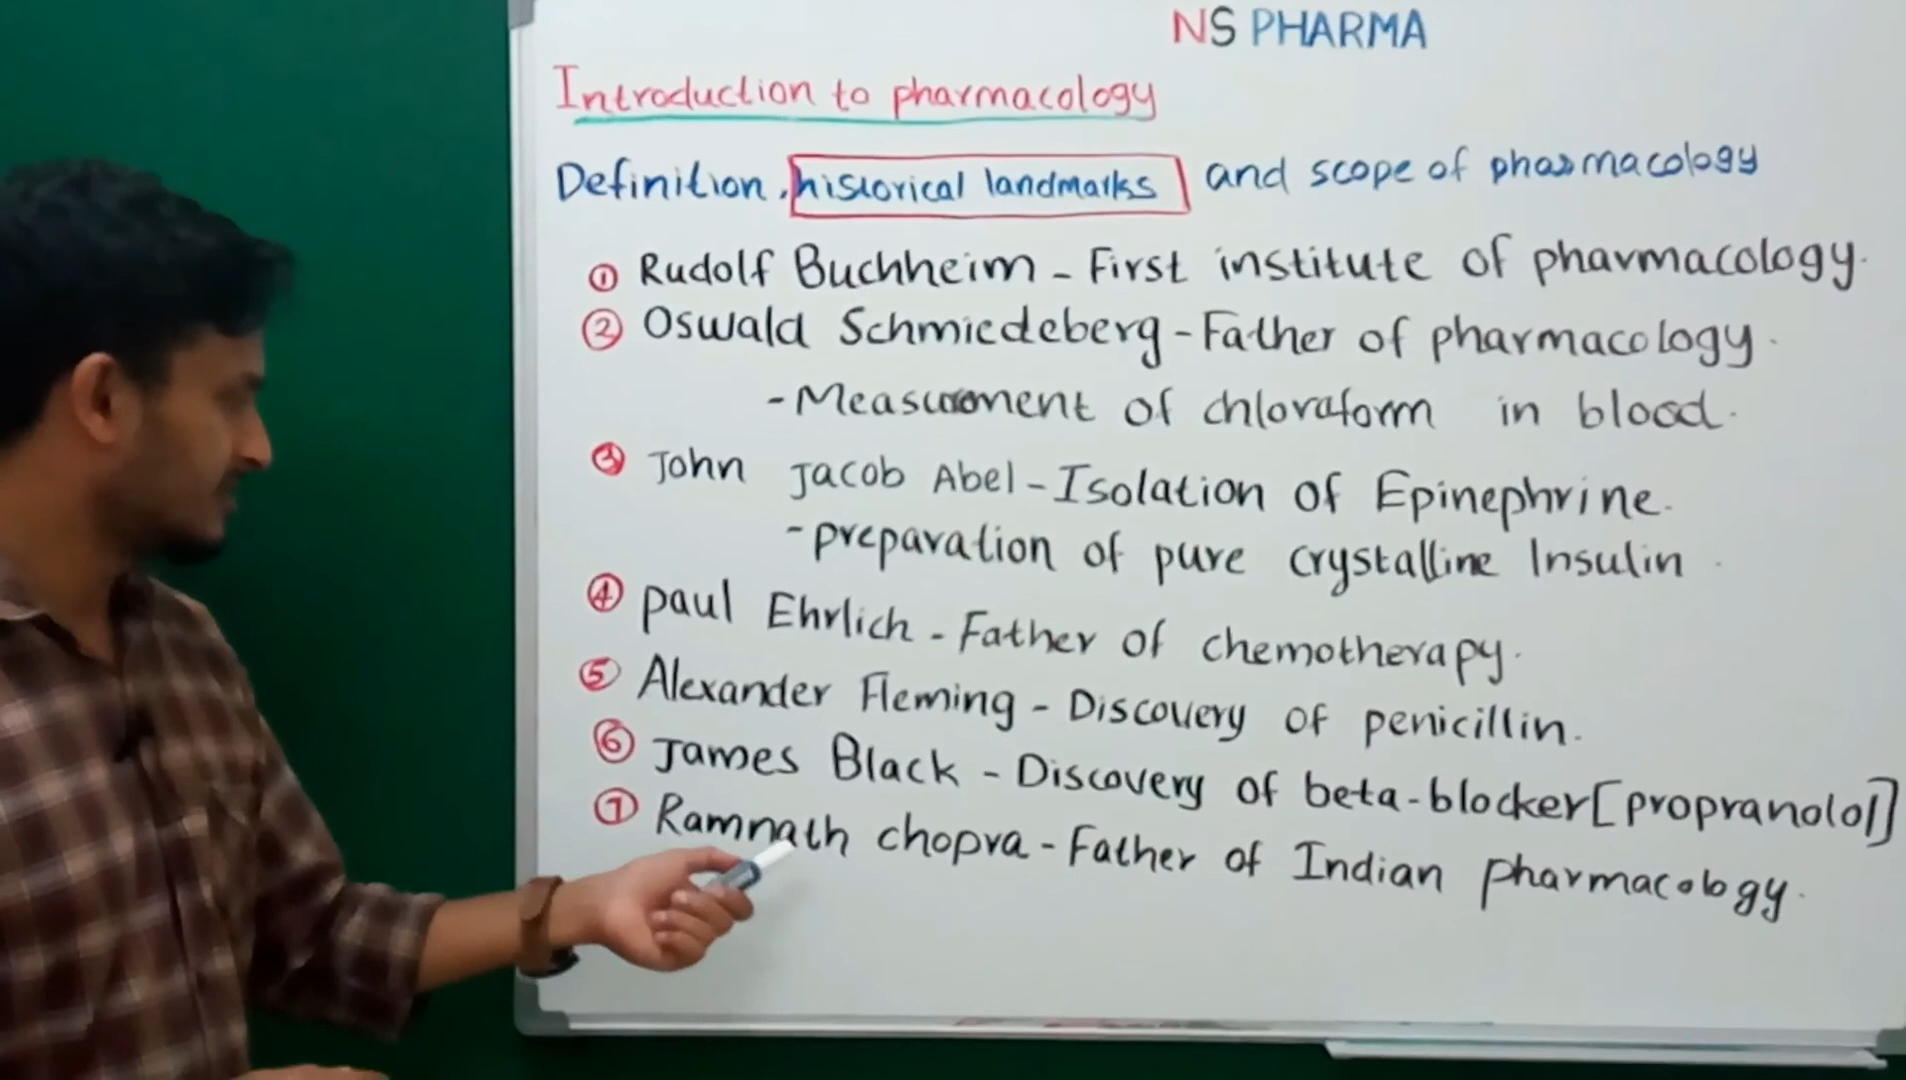 NS PHARMA
Introduction to pharmacology
Definition, historical landmarks and scope of pharmacology
① Rudolf Buchheim - First institute of pharmacology.
② Oswald Schmiedeberg - Father of pharmacology.
- Measurement of chloroform in blood.
③ John Jacob Abel - Isolation of Epinephrine.
- preparation of pure crystalline Insulin
④ paul Ehrlich - Father of chemotherapy.
⑤ Alexander Fleming - Discovery of penicillin.
⑥ James Black - Discovery of beta-blocker [propranolol]
⑦ Ramnath chopra - Father of Indian pharmacology.